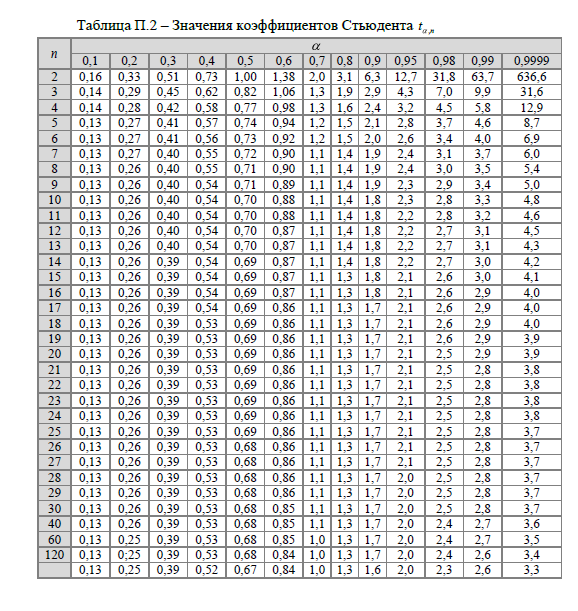 Таблица П.2 – Значения коэффициентов Стьюдента tα,n
n α
0,1 0,2 0,3 0,4 0,5 0,6 0,7 0,8 0,9 0,95 0,98 0,99 0,9999
2 0,16 0,33 0,51 0,73 1,00 1,38 2,0 3,1 6,3 12,7 31,8 63,7 636,6
3 0,14 0,29 0,45 0,62 0,82 1,06 1,3 1,9 2,9 4,3 7,0 9,9 31,6
4 0,14 0,28 0,42 0,58 0,77 0,98 1,3 1,6 2,4 3,2 4,5 5,8 12,9
5 0,13 0,27 0,41 0,57 0,74 0,94 1,2 1,5 2,1 2,8 3,7 4,6 8,7
6 0,13 0,27 0,41 0,56 0,73 0,92 1,2 1,5 2,0 2,6 3,4 4,0 6,9
7 0,13 0,27 0,40 0,55 0,72 0,90 1,1 1,4 1,9 2,4 3,1 3,7 6,0
8 0,13 0,26 0,40 0,55 0,71 0,90 1,1 1,4 1,9 2,4 3,0 3,5 5,4
9 0,13 0,26 0,40 0,54 0,71 0,89 1,1 1,4 1,9 2,3 2,9 3,4 5,0
10 0,13 0,26 0,40 0,54 0,70 0,88 1,1 1,4 1,8 2,3 2,8 3,3 4,8
11 0,13 0,26 0,40 0,54 0,70 0,88 1,1 1,4 1,8 2,2 2,8 3,2 4,6
12 0,13 0,26 0,40 0,54 0,70 0,87 1,1 1,4 1,8 2,2 2,7 3,1 4,5
13 0,13 0,26 0,40 0,54 0,70 0,87 1,1 1,4 1,8 2,2 2,7 3,1 4,3
14 0,13 0,26 0,39 0,54 0,69 0,87 1,1 1,4 1,8 2,2 2,7 3,0 4,2
15 0,13 0,26 0,39 0,54 0,69 0,87 1,1 1,3 1,8 2,1 2,6 3,0 4,1
16 0,13 0,26 0,39 0,54 0,69 0,87 1,1 1,3 1,8 2,1 2,6 2,9 4,0
17 0,13 0,26 0,39 0,54 0,69 0,86 1,1 1,3 1,7 2,1 2,6 2,9 4,0
18 0,13 0,26 0,39 0,53 0,69 0,86 1,1 1,3 1,7 2,1 2,6 2,9 4,0
19 0,13 0,26 0,39 0,53 0,69 0,86 1,1 1,3 1,7 2,1 2,6 2,9 3,9
20 0,13 0,26 0,39 0,53 0,69 0,86 1,1 1,3 1,7 2,1 2,5 2,9 3,9
21 0,13 0,26 0,39 0,53 0,69 0,86 1,1 1,3 1,7 2,1 2,5 2,8 3,8
22 0,13 0,26 0,39 0,53 0,69 0,86 1,1 1,3 1,7 2,1 2,5 2,8 3,8
23 0,13 0,26 0,39 0,53 0,69 0,86 1,1 1,3 1,7 2,1 2,5 2,8 3,8
24 0,13 0,26 0,39 0,53 0,69 0,86 1,1 1,3 1,7 2,1 2,5 2,8 3,8
25 0,13 0,26 0,39 0,53 0,69 0,86 1,1 1,3 1,7 2,1 2,5 2,8 3,7
26 0,13 0,26 0,39 0,53 0,68 0,86 1,1 1,3 1,7 2,1 2,5 2,8 3,7
27 0,13 0,26 0,39 0,53 0,68 0,86 1,1 1,3 1,7 2,1 2,5 2,8 3,7
28 0,13 0,26 0,39 0,53 0,68 0,86 1,1 1,3 1,7 2,0 2,5 2,8 3,7
29 0,13 0,26 0,39 0,53 0,68 0,86 1,1 1,3 1,7 2,0 2,5 2,8 3,7
30 0,13 0,26 0,39 0,53 0,68 0,85 1,1 1,3 1,7 2,0 2,5 2,8 3,7
40 0,13 0,26 0,39 0,53 0,68 0,85 1,1 1,3 1,7 2,0 2,4 2,7 3,6
60 0,13 0,25 0,39 0,53 0,68 0,85 1,0 1,3 1,7 2,0 2,4 2,7 3,5
120 0,13 0,25 0,39 0,53 0,68 0,84 1,0 1,3 1,7 2,0 2,4 2,6 3,4
0,13 0,25 0,39 0,52 0,67 0,84 1,0 1,3 1,6 2,0 2,3 2,6 3,3